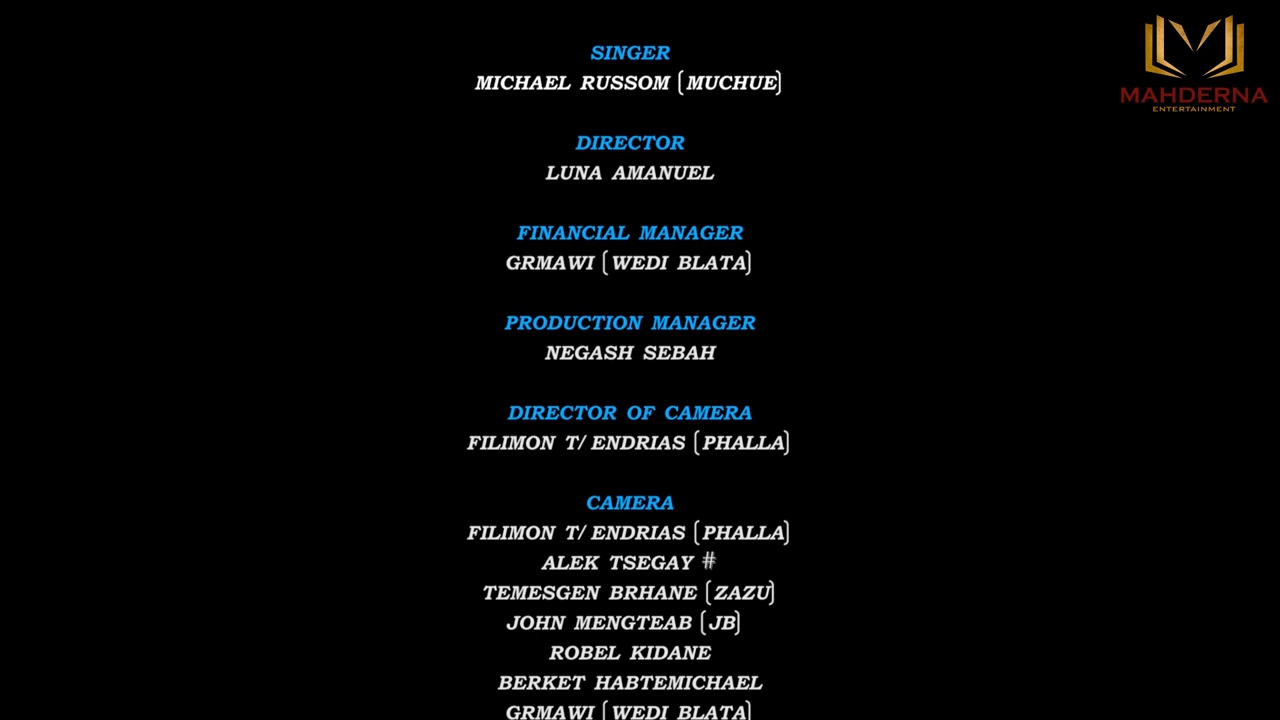 SINGER
MICHAEL RUSSOM (MUCHUE)
DIRECTOR
LUNA AMANUEL
FINANCIAL MANAGER
GRMAWI (WEDI BLATA)
PRODUCTION MANAGER
NEGASH SEBAH
DIRECTOR OF CAMERA
FILIMON T/ ENDRIAS (PHALLA)
CAMERA
FILIMON T/ ENDRIAS (PHALLA)
ALEK TSEGAY #
TEMESGEN BRHANE (ZAZU)
JOHN MENGTEAB (JB)
ROBEL KIDANE
BERKET HABTEMICHAEL
GRMAWI (WEDI BLATA)
MAHDERNA
ENTERTAINMENT